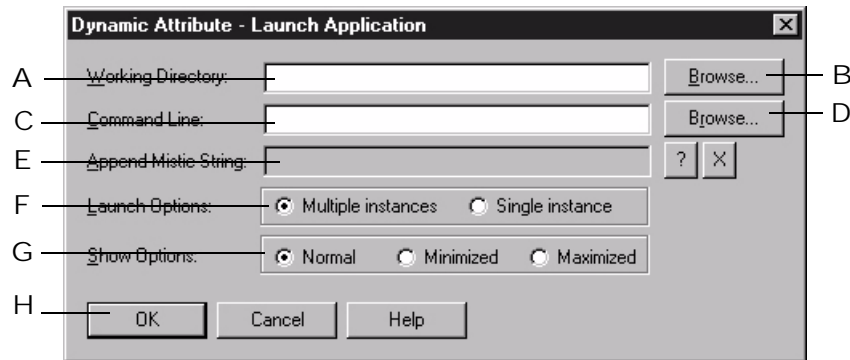 Dynamic Attribute - Launch Application
A Working Directory: Browse... B
C Command Line: Browse... D
E Append Mistic String: ? X
F Launch Options: Multiple instances Single instance
G Show Options: Normal Minimized Maximized
H OK Cancel Help